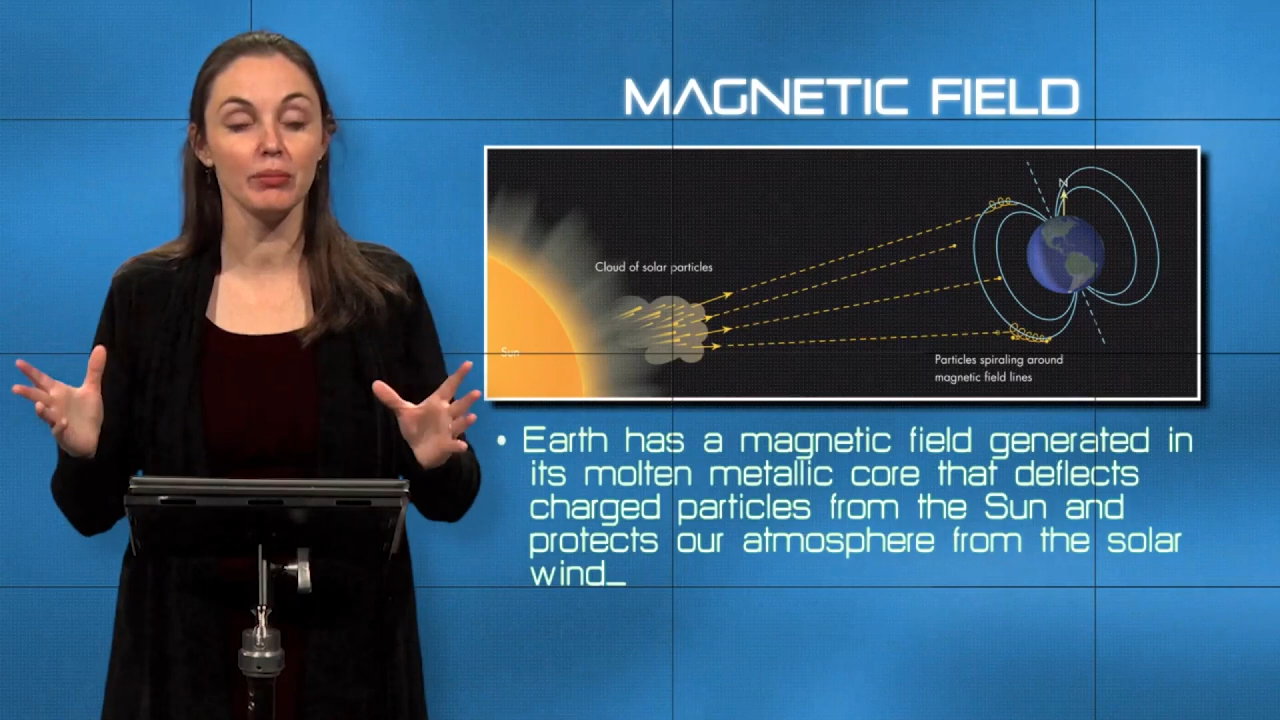 MAGNETIC FIELD
N
Cloud of solar particles
Sun
Particles spiraling around
magnetic field lines
• Earth has a magnetic field generated in
its molten metallic core that deflects
charged particles from the Sun and
protects our atmosphere from the solar
wind_